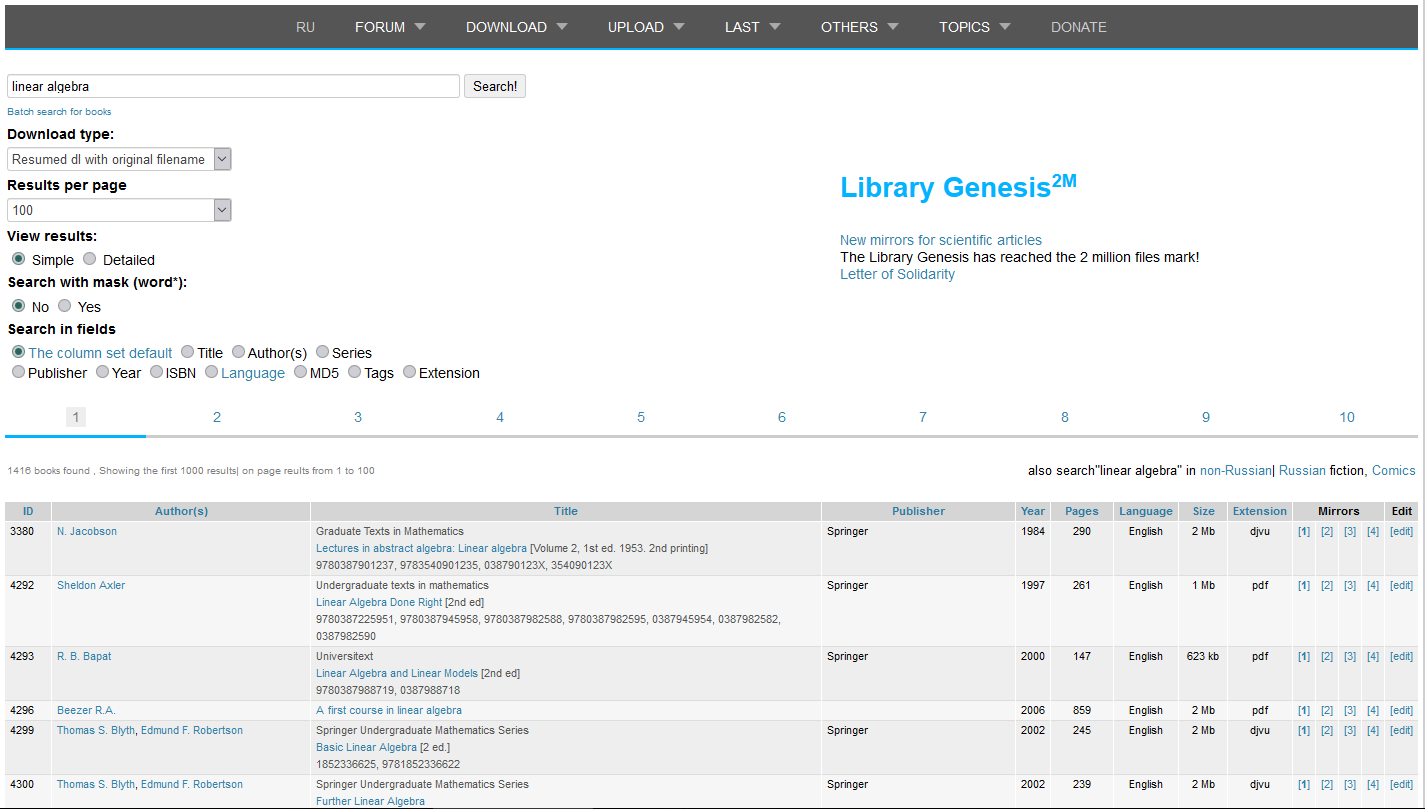 RU FORUM DOWNLOAD UPLOAD LAST OTHERS TOPICS DONATE
linear algebra Search!
Batch search for books
Download type:
Resumed dl with original filename
Results per page
100
View results:
Simple Detailed
Search with mask (word*):
No Yes
Search in fields
The column set default Title Author(s) Series
Publisher Year ISBN Language MD5 Tags Extension
Library Genesis2M
New mirrors for scientific articles
The Library Genesis has reached the 2 million files mark!
Letter of Solidarity
1 2 3 4 5 6 7 8 9 10
1416 books found , Showing the first 1000 results| on page reults from 1 to 100
also search"linear algebra" in non-Russian| Russian fiction, Comics
ID Author(s) Title Publisher Year Pages Language Size Extension Mirrors Edit
3380 N. Jacobson Graduate Texts in Mathematics Springer 1984 290 English 2 Mb djvu [1] [2] [3] [4] [edit]
Lectures in abstract algebra: Linear algebra [Volume 2, 1st ed. 1953. 2nd printing]
9780387901237, 9783540901235, 038790123X, 354090123X
4292 Sheldon Axler Undergraduate texts in mathematics Springer 1997 261 English 1 Mb pdf [1] [2] [3] [4] [edit]
Linear Algebra Done Right [2nd ed]
9780387225951, 9780387945958, 9780387982588, 9780387982595, 0387945954, 0387982582,
0387982590
4293 R. B. Bapat Universitext Springer 2000 147 English 623 kb pdf [1] [2] [3] [4] [edit]
Linear Algebra and Linear Models [2nd ed]
9780387988719, 0387988718
4296 Beezer R.A. A first course in linear algebra 2006 859 English 2 Mb pdf [1] [2] [3] [4] [edit]
4299 Thomas S. Blyth, Edmund F. Robertson Springer Undergraduate Mathematics Series Springer 2002 245 English 2 Mb djvu [1] [2] [3] [4] [edit]
Basic Linear Algebra [2 ed.]
1852336625, 9781852336622
4300 Thomas S. Blyth, Edmund F. Robertson Springer Undergraduate Mathematics Series Springer 2002 239 English 2 Mb djvu [1] [2] [3] [4] [edit]
Further Linear Algebra